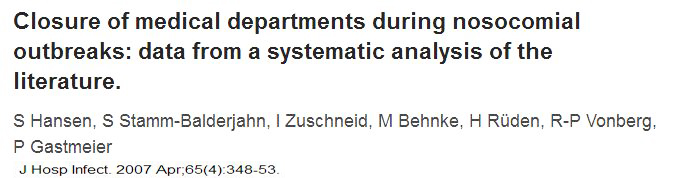 Closure of medical departments during nosocomial
outbreaks: data from a systematic analysis of the
literature.
S Hansen, S Stamm-Balderjahn, I Zuschneid, M Behnke, H Rüden, R-P Vonberg,
P Gastmeier
J Hosp Infect. 2007 Apr;65(4):348-53.